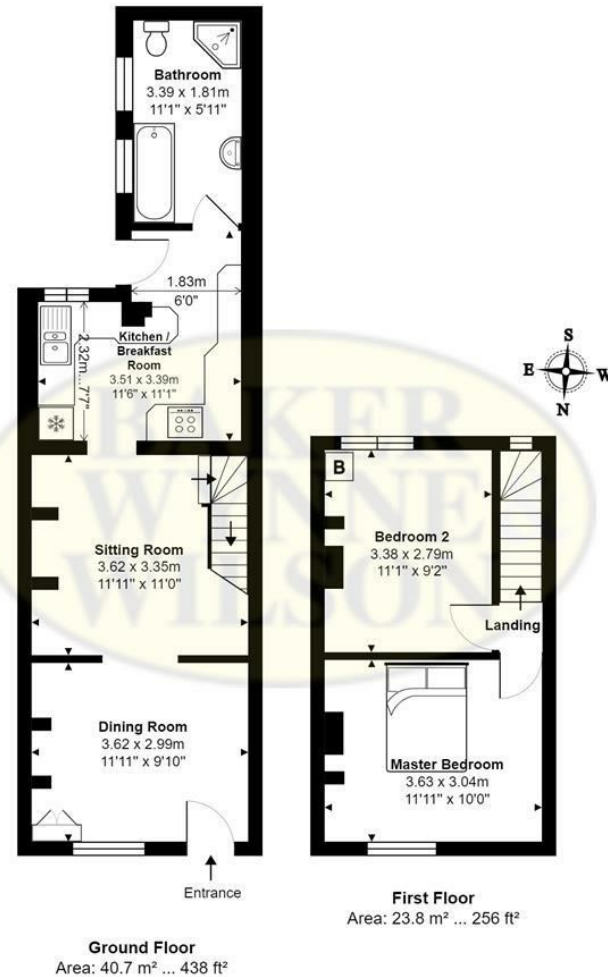 Bathroom
3.39 x 1.81m
11'1" x 5'11"
1.83m
6'0"
2.32m...7'7"
Kitchen /
Breakfast
Room
3.51 x 3.39m
11'6" x 11'1"
Sitting Room
3.62 x 3.35m
11'11" x 11'0"
Dining Room
3.62 x 2.99m
11'11" x 9'10"
Entrance
Ground Floor
Area: 40.7 m² ... 438 ft²
S
E W
N
B
Bedroom 2
3.38 x 2.79m
11'1" x 9'2"
Landing
Master Bedroom
3.63 x 3.04m
11'11" x 10'0"
First Floor
Area: 23.8 m² ... 256 ft²
BAKER
WYNNE
WILSON